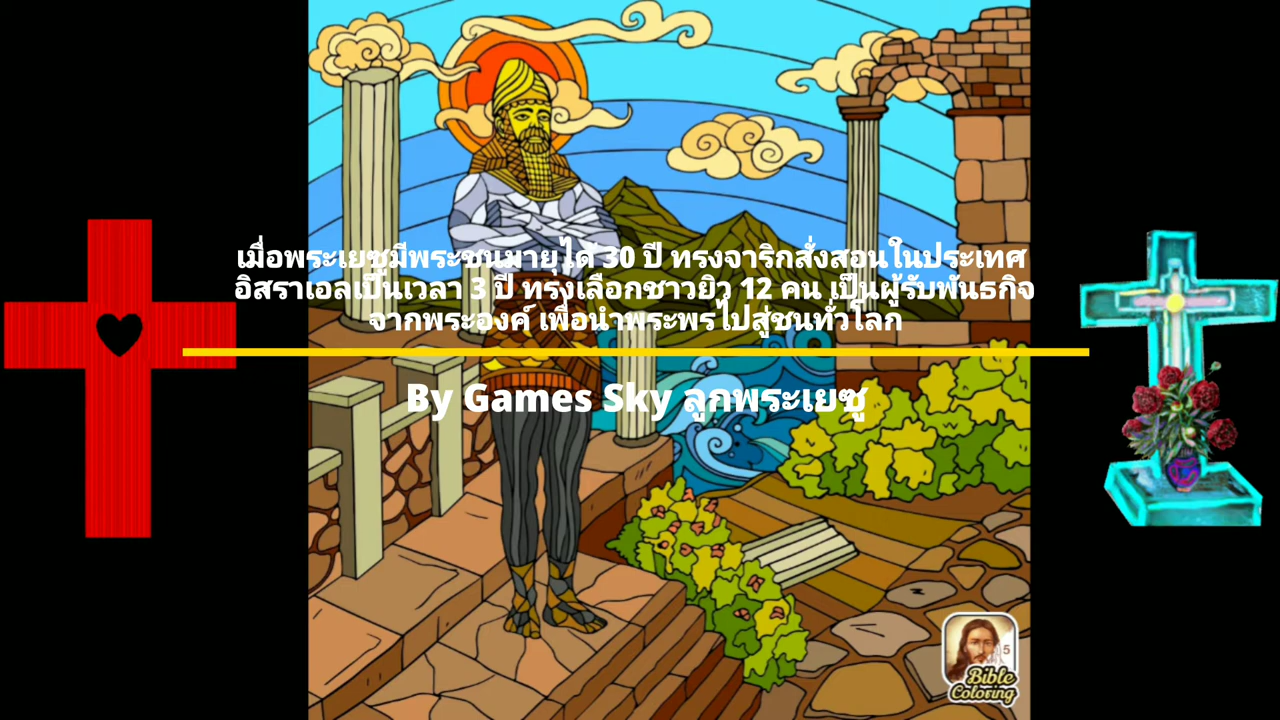 เมื่อพระเยซูมีพระชนมายุได้ 30 ปี ทรงจาริกสั่งสอนในประเทศ
อิสราเอลเป็นเวลา 3 ปี ทรงเลือกชาวยิว 12 คน เป็นผู้รับพันธกิจ
จากพระองค์ เพื่อนำพระพรไปสู่ชนทั่วโลก
By Games Sky ลูกพระเยซู
5
Bible
Coloring